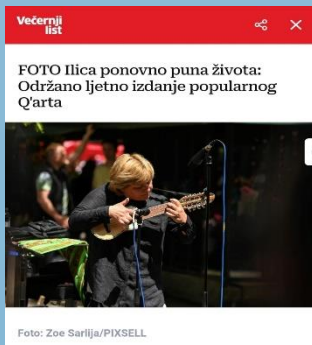 Večernji
list
FOTO Ilica ponovno puna života:
Održano ljetno izdanje popularnog
Q'arta
Foto: Zoe Sarlija/PIXSELL